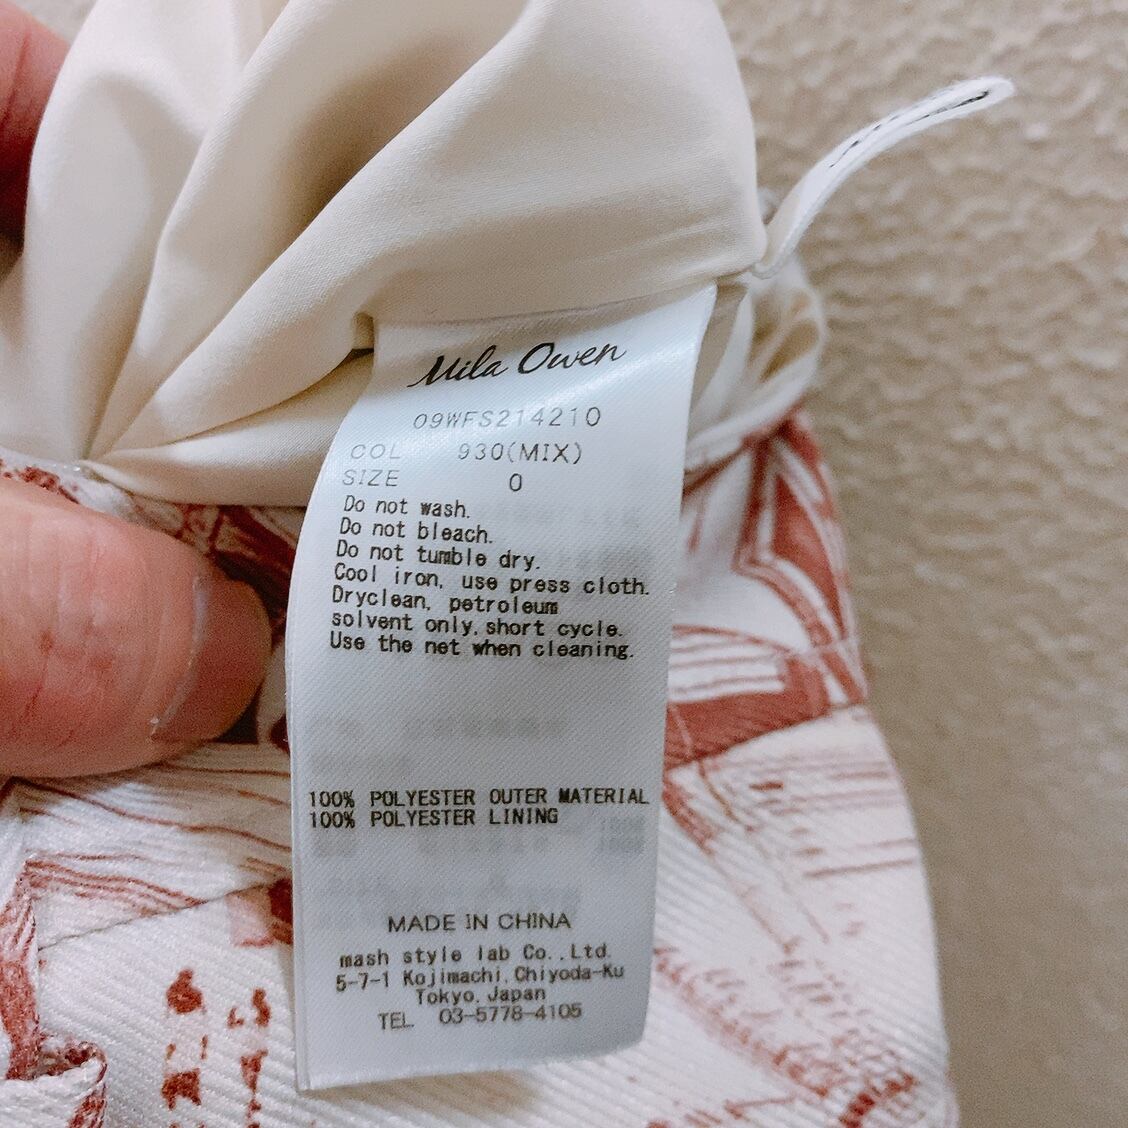 Mila Owen
09WFS214210
COL 930(MIX)
SIZE 0
Do not wash.
Do not bleach.
Do not tumble dry.
Cool iron, use press cloth.
Dryclean, petroleum
solvent only, short cycle.
Use the net when cleaning.
100% POLYESTER OUTER MATERIAL
100% POLYESTER LINING
MADE IN CHINA
mash style lab Co.,Ltd.
5-7-1 Kojimachi,Chiyoda-Ku
Tokyo,Japan
TEL 03-5778-4105